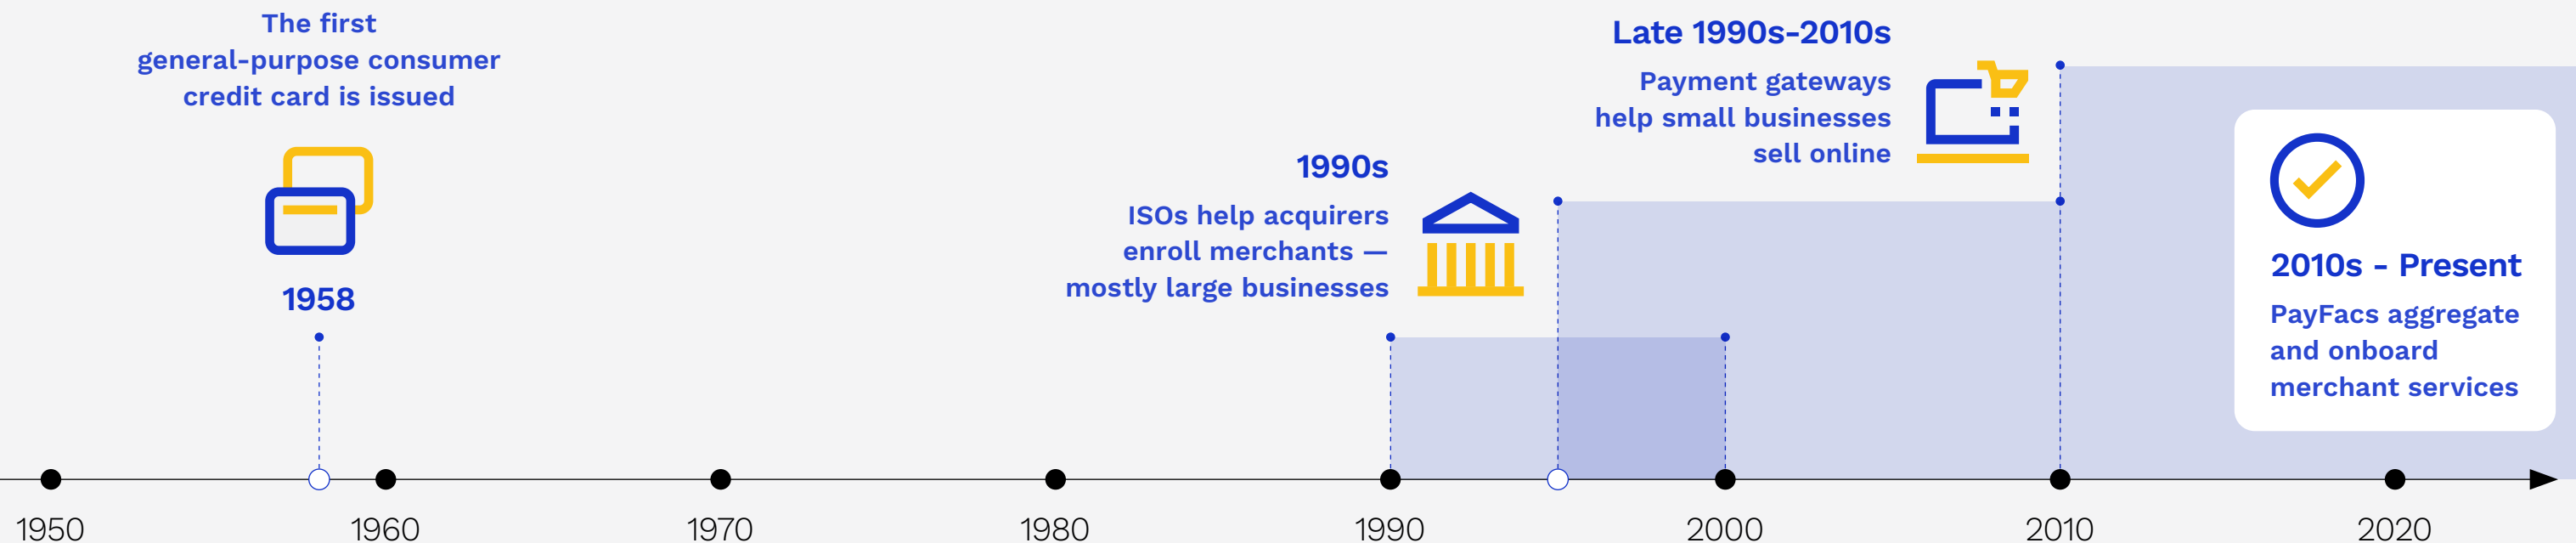 The first
general-purpose consumer
credit card is issued
1958
1990s
ISOs help acquirers
enroll merchants —
mostly large businesses
Late 1990s-2010s
Payment gateways
help small businesses
sell online
2010s - Present
PayFacs aggregate
and onboard
merchant services
1950 1960 1970 1980 1990 2000 2010 2020